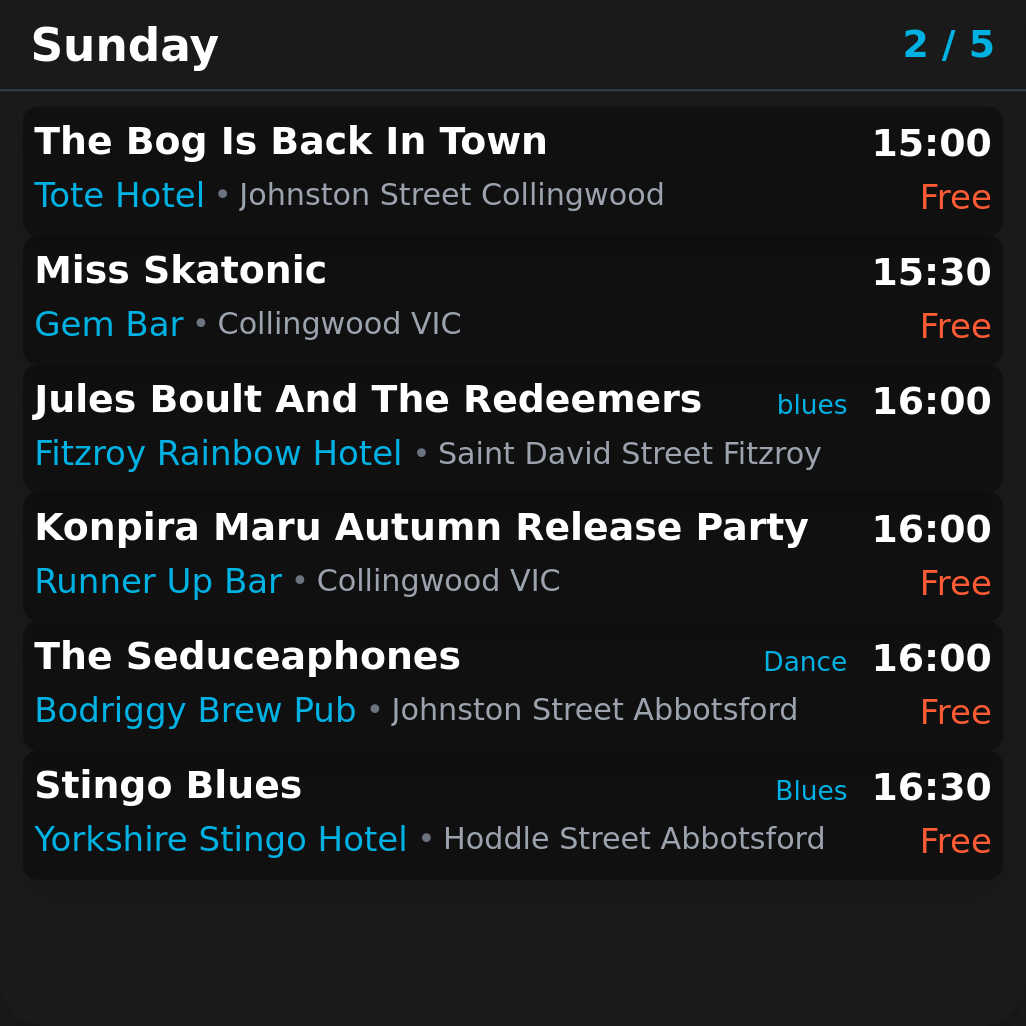 Sunday 2 / 5
The Bog Is Back In Town 15:00
Tote Hotel • Johnston Street Collingwood Free
Miss Skatonic 15:30
Gem Bar • Collingwood VIC Free
Jules Boult And The Redeemers blues 16:00
Fitzroy Rainbow Hotel • Saint David Street Fitzroy
Konpira Maru Autumn Release Party 16:00
Runner Up Bar • Collingwood VIC Free
The Seduceaphones Dance 16:00
Bodriggy Brew Pub • Johnston Street Abbotsford Free
Stingo Blues Blues 16:30
Yorkshire Stingo Hotel • Hoddle Street Abbotsford Free